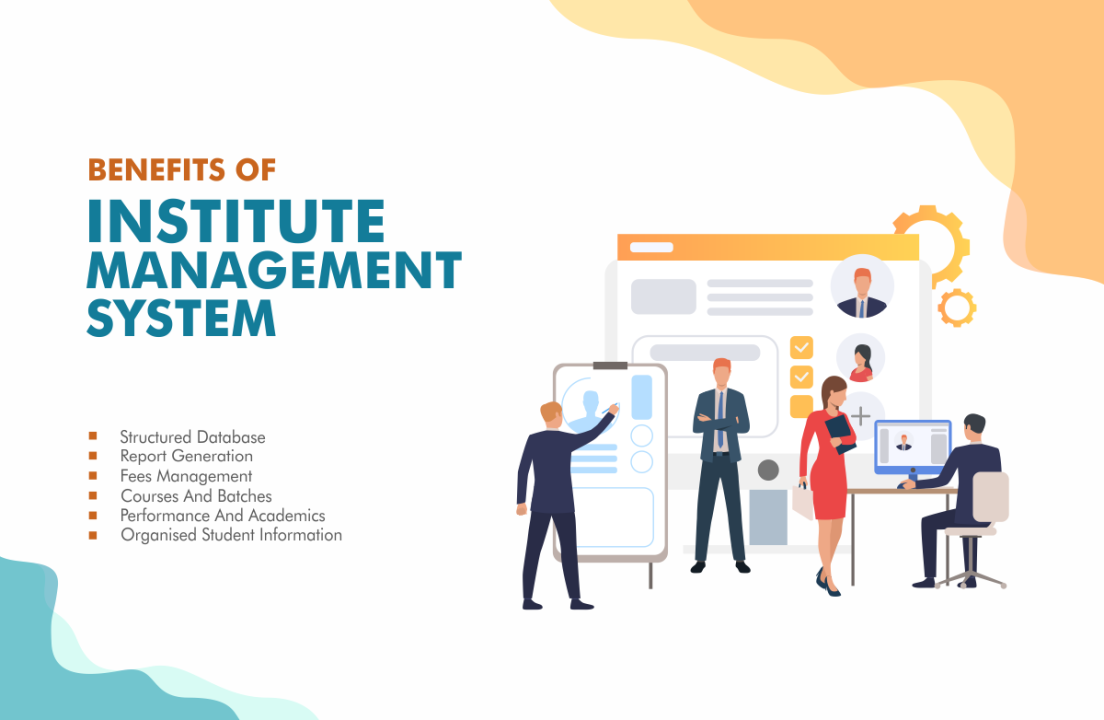 BENEFITS OF
INSTITUTE
MANAGEMENT
SYSTEM
Structured Database
Report Generation
Fees Management
Courses And Batches
Performance And Academics
Organised Student Information